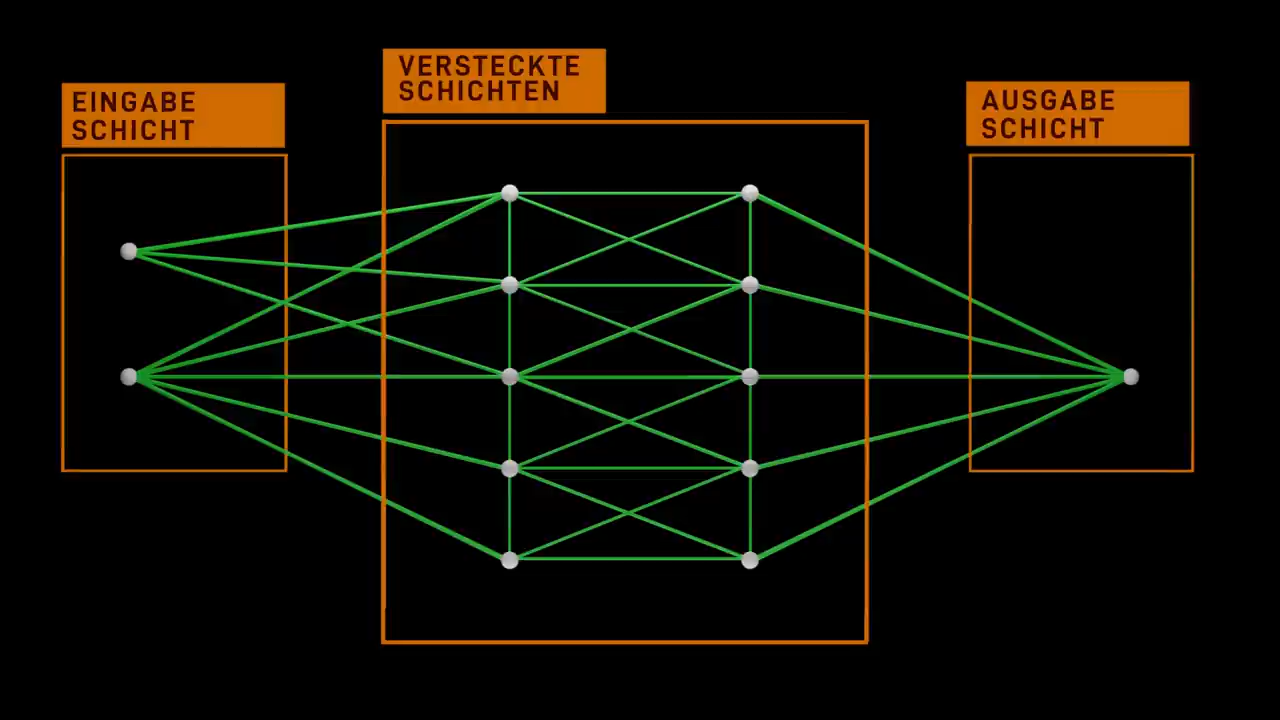 EINGABE
SCHICHT
VERSTECKTE
SCHICHTEN
AUSGABE
SCHICHT